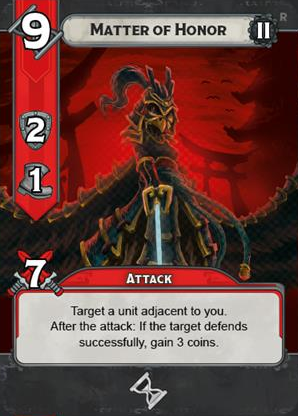 9
MATTER OF HONOR
II
R
2
1
7
ATTACK
Target a unit adjacent to you.
After the attack: If the target defends
successfully, gain 3 coins.